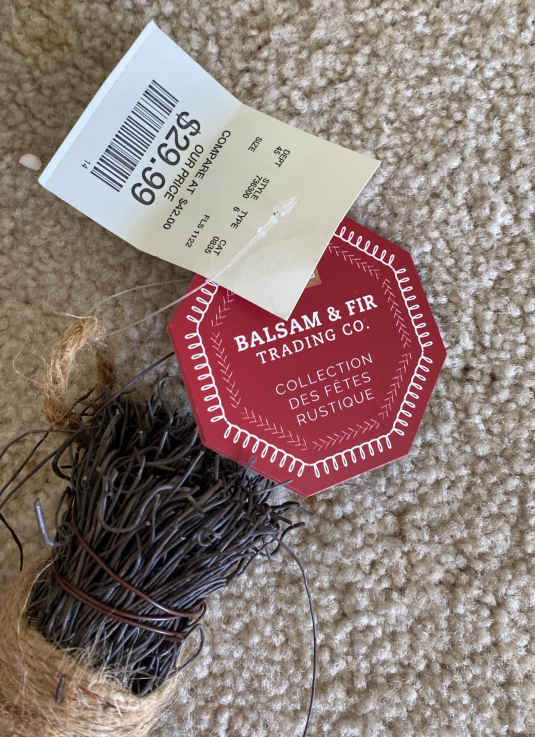 DEPT STYLE TYPE CAT
45 736300 6 0835
SIZE
FLS 1122
COMPARE AT $42.00
OUR PRICE
$29.99
14
BALSAM & FIR
TRADING CO.
COLLECTION
DES FÊTES
RUSTIQUE